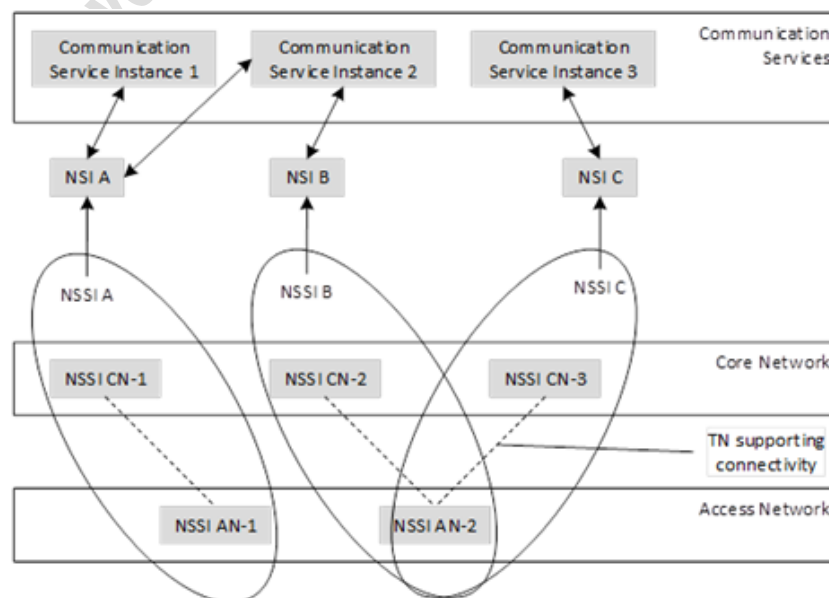 Communication
Service Instance 1
Communication
Service Instance 2
Communication
Service Instance 3
Communication
Services
NSI A
NSI B
NSI C
NSSI A
NSSI B
NSSI C
NSSI CN-1
NSSI CN-2
NSSI CN-3
Core Network
TN supporting
connectivity
NSSI AN-1
NSSI AN-2
Access Network